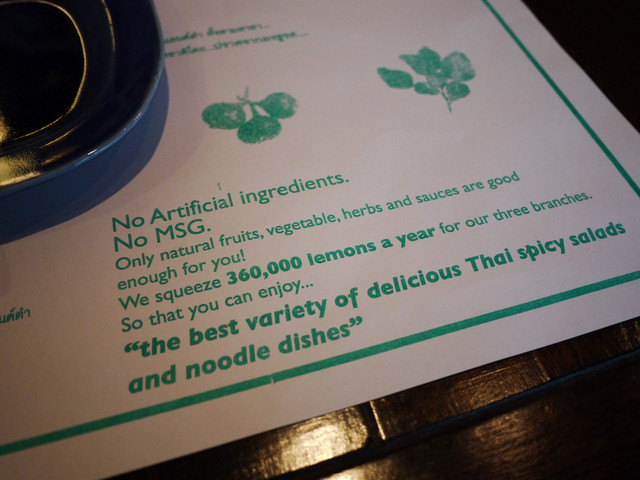 No Artificial ingredients.
No MSG.
Only natural fruits, vegetable, herbs and sauces are good
enough for you!
We squeeze 360,000 lemons a year for our three branches.
So that you can enjoy...
“the best variety of delicious Thai spicy salads
and noodle dishes”